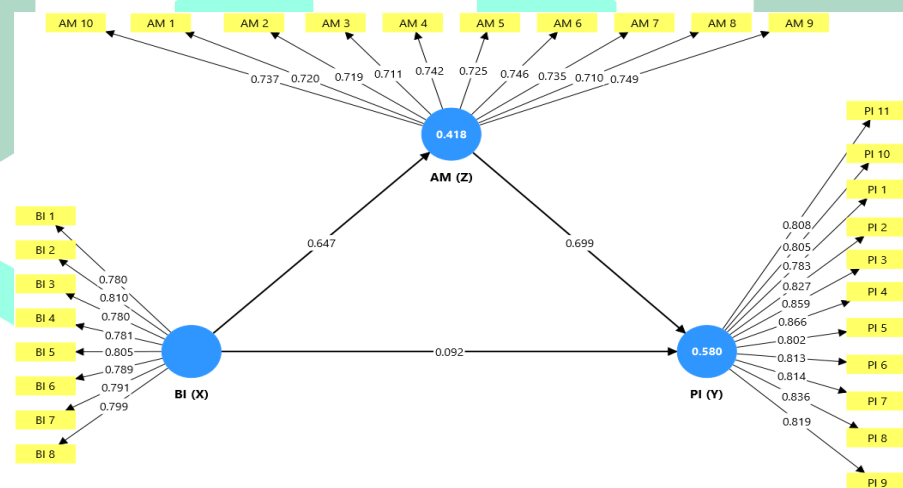 AM 10 AM 1 AM 2 AM 3 AM 4 AM 5 AM 6 AM 7 AM 8 AM 9
0.737 0.720 0.719 0.711 0.742 0.725 0.746 0.735 0.710 0.749
0.418
AM (Z)
0.647
0.699
BI 1
BI 2
BI 3
BI 4
BI 5
BI 6
BI 7
BI 8
0.780
0.810
0.780
0.781
0.805
0.789
0.791
0.799
BI (X)
0.092
0.580
PI (Y)
0.808
0.805
0.783
0.827
0.859
0.866
0.802
0.813
0.814
0.836
0.819
PI 11
PI 10
PI 1
PI 2
PI 3
PI 4
PI 5
PI 6
PI 7
PI 8
PI 9